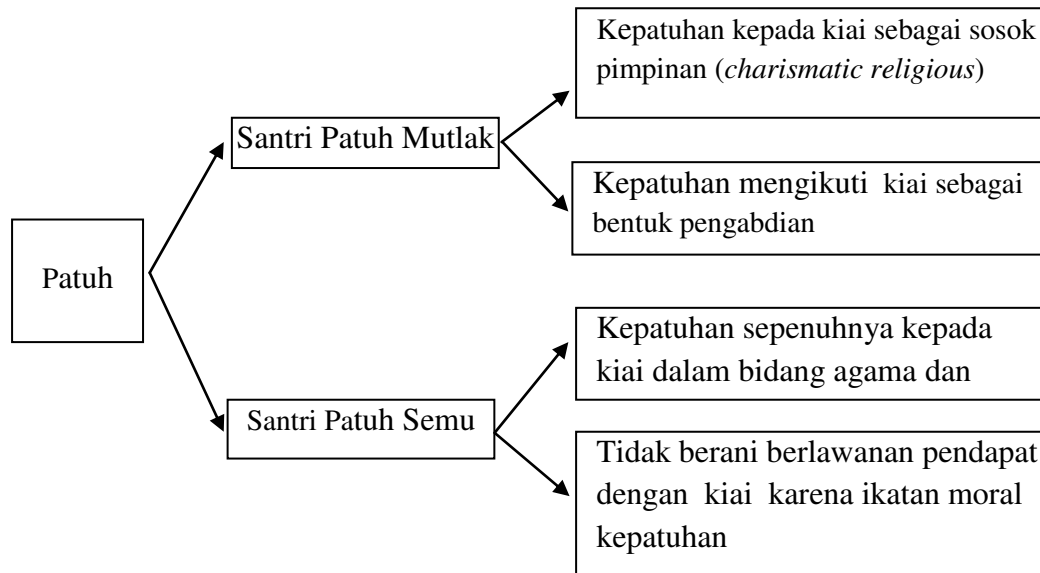 Patuh
Santri Patuh Mutlak
Kepatuhan kepada kiai sebagai sosok
pimpinan (charismatic religious)
Kepatuhan mengikuti kiai sebagai
bentuk pengabdian
Santri Patuh Semu
Kepatuhan sepenuhnya kepada
kiai dalam bidang agama dan
Tidak berani berlawanan pendapat
dengan kiai karena ikatan moral
kepatuhan